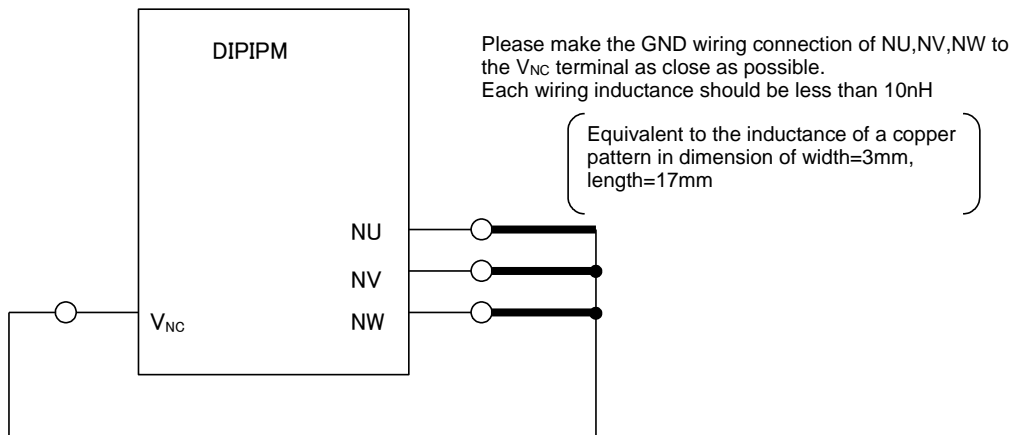 DIPIPM
Please make the GND wiring connection of NU,NV,NW to
the VNC terminal as close as possible.
Each wiring inductance should be less than 10nH
Equivalent to the inductance of a copper
pattern in dimension of width=3mm,
length=17mm
NU
NV
VNC
NW